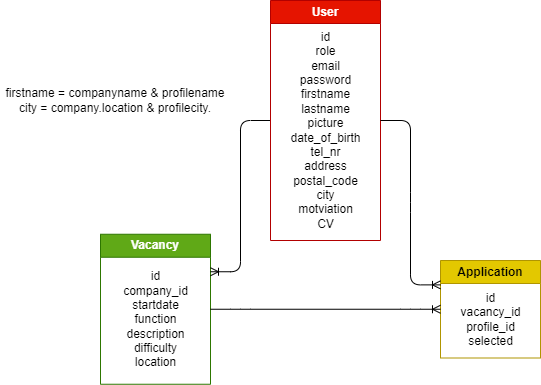 User
id
role
email
password
firstname
lastname
picture
date_of_birth
tel_nr
address
postal_code
city
motviation
CV
firstname = companyname & profilename
city = company.location & profilecity.
Vacancy
id
company_id
startdate
function
description
difficulty
location
Application
id
vacancy_id
profile_id
selected